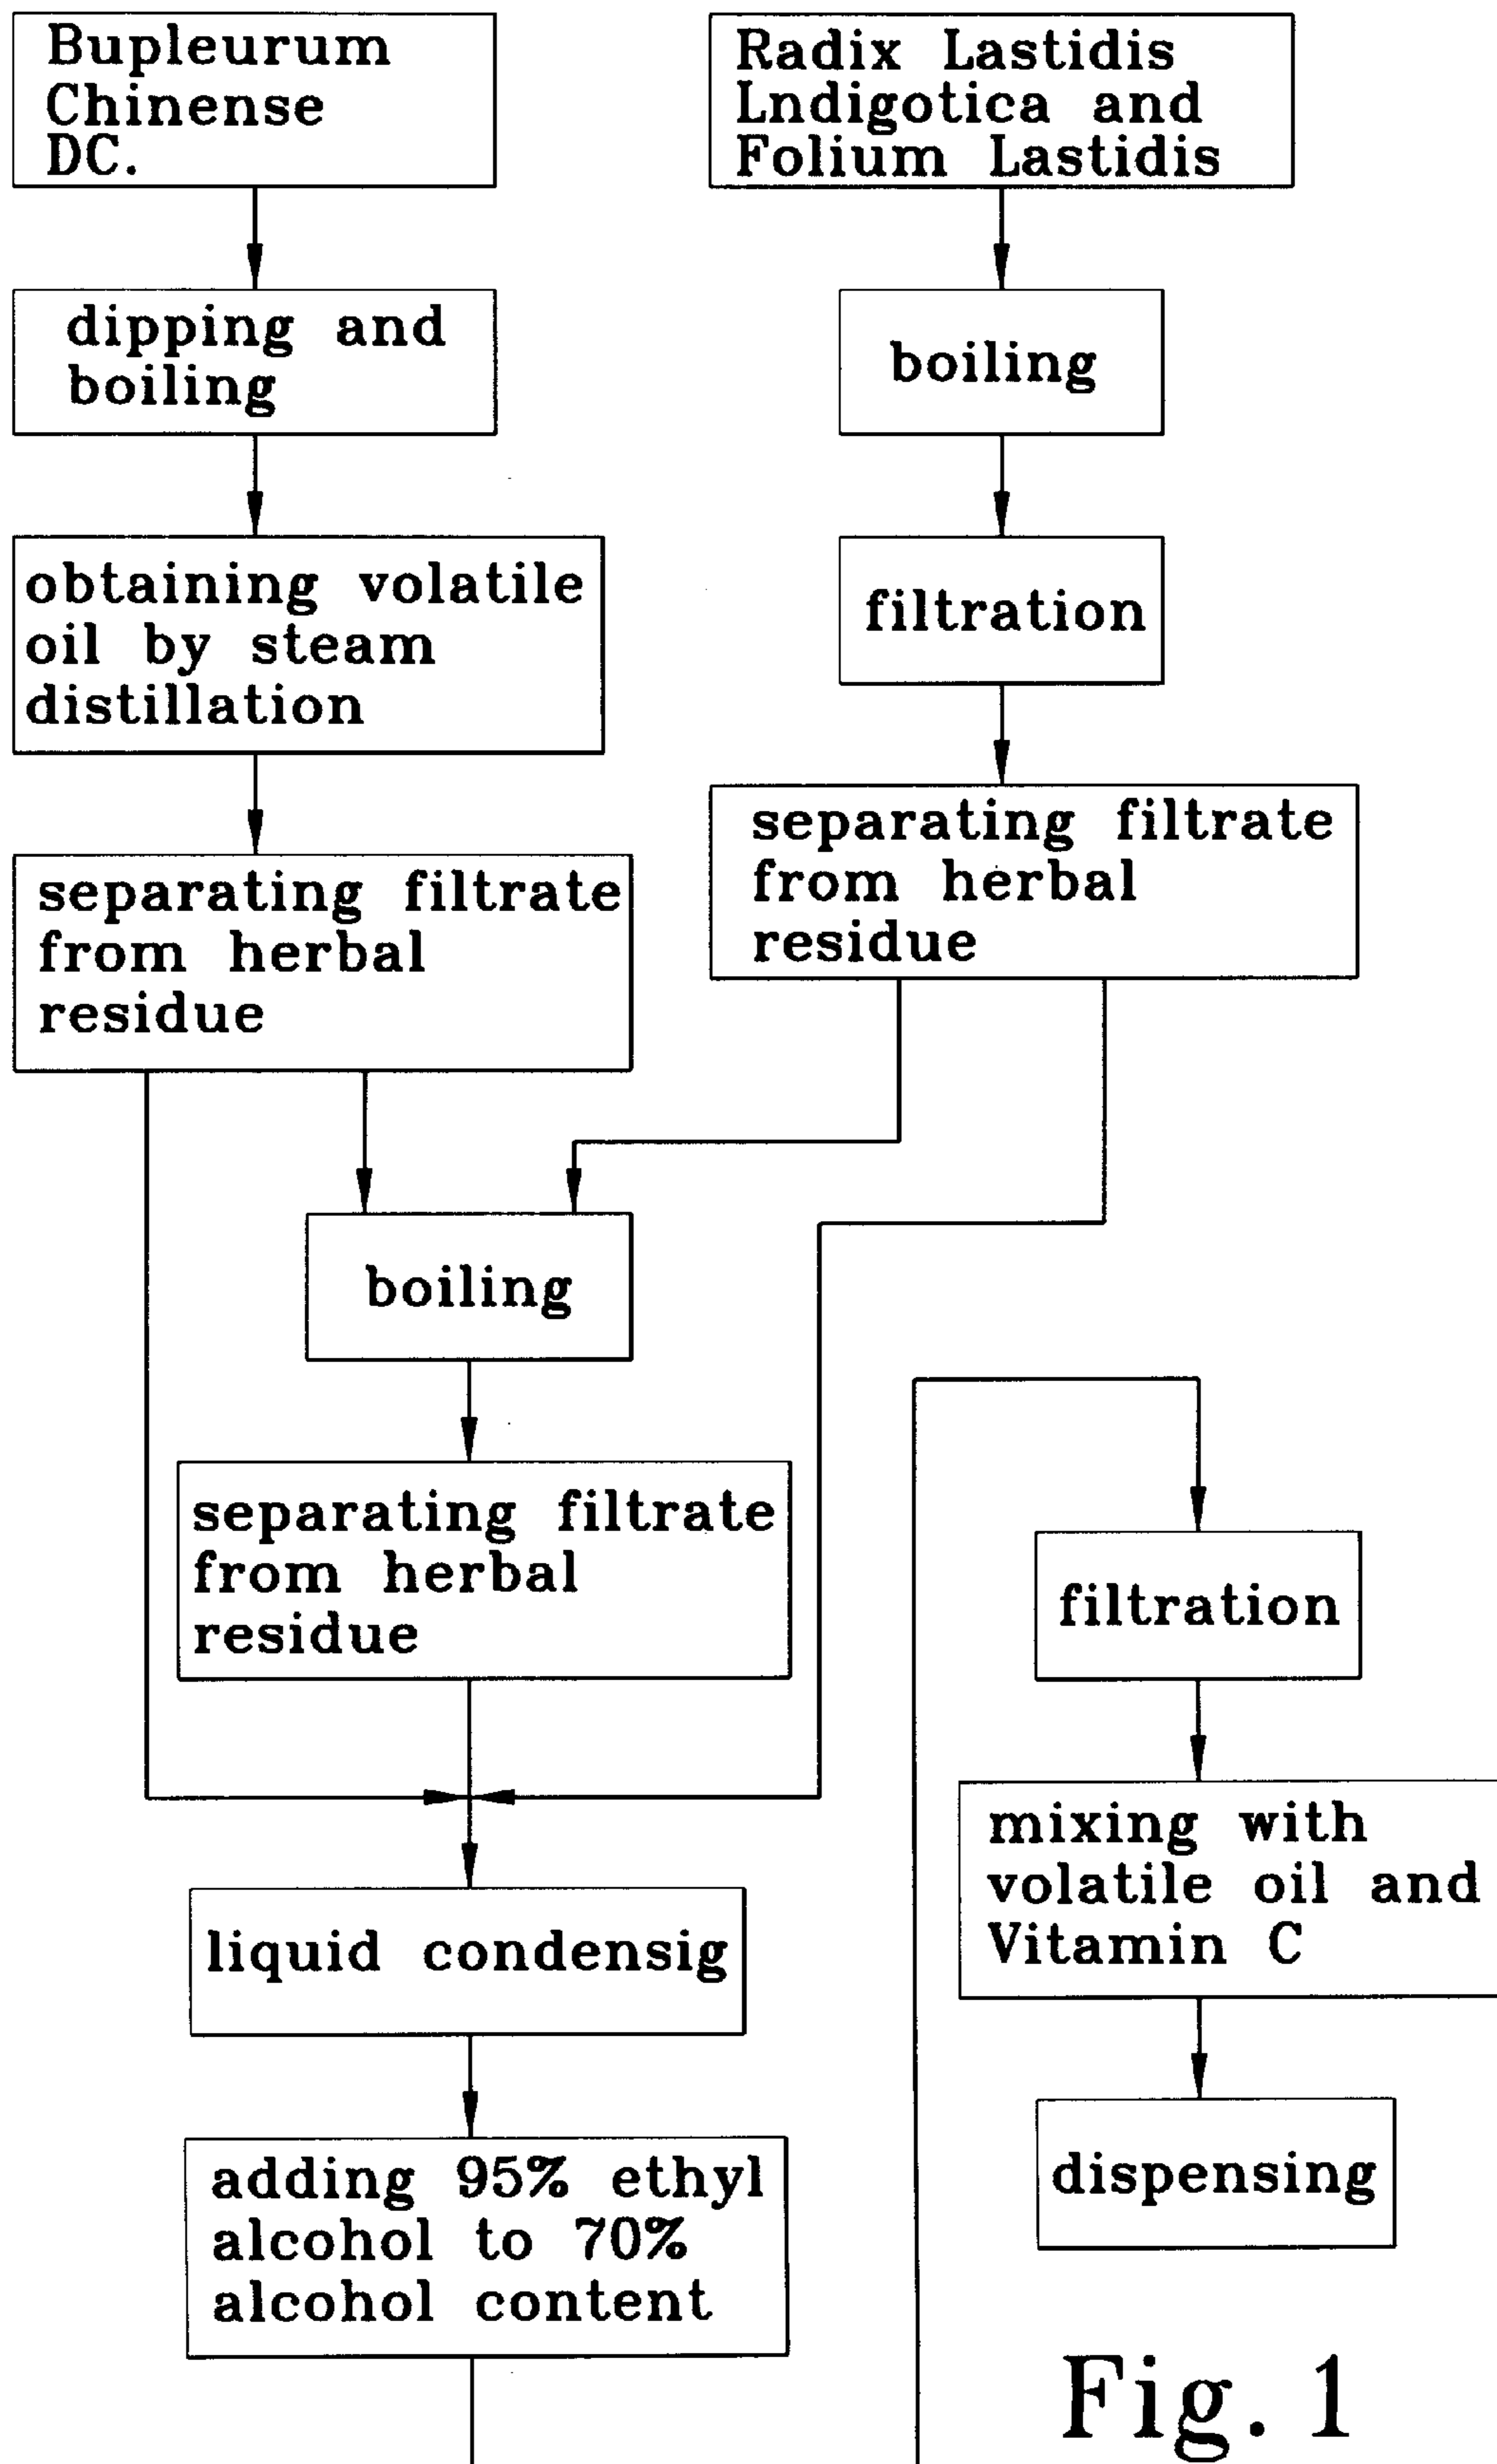 Bupleurum
Chinense
DC.
Radix Lastidis
Lndigotica and
Folium Lastidis
dipping and
boiling
boiling
obtaining volatile
oil by steam
distillation
filtration
separating filtrate
from herbal
residue
separating filtrate
from herbal
residue
boiling
separating filtrate
from herbal
residue
filtration
liquid condensig
mixing with
volatile oil and
Vitamin C
adding 95% ethyl
alcohol to 70%
alcohol content
dispensing
Fig. 1